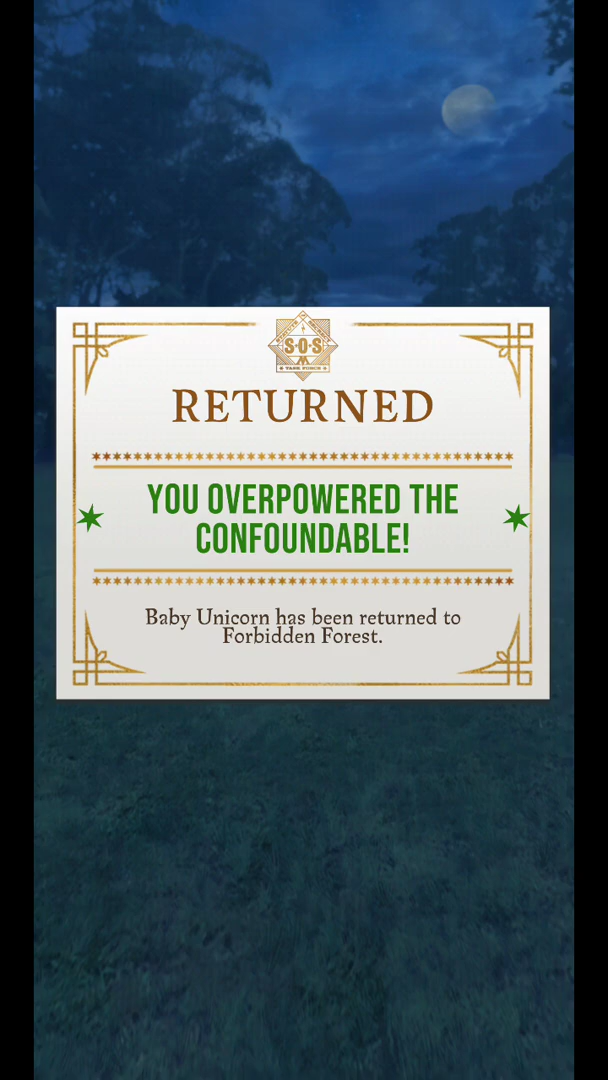 S·O·S
TASK FORCE
RETURNED
YOU OVERPOWERED THE
CONFOUNDABLE!
Baby Unicorn has been returned to
Forbidden Forest.